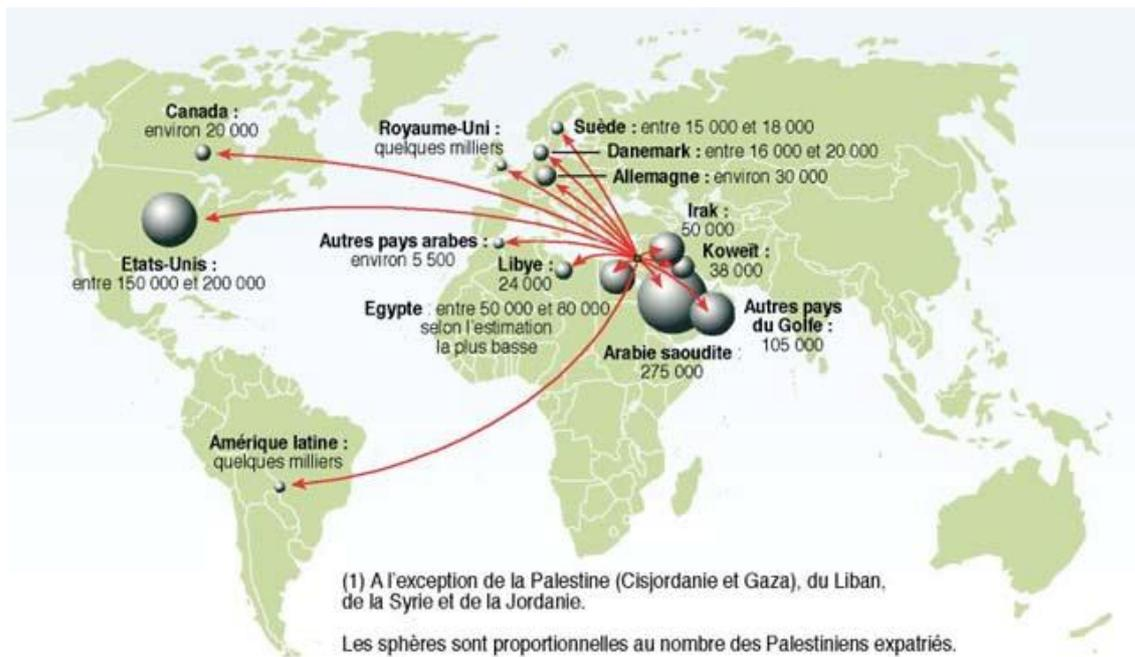 Canada :
environ 20 000
Royaume-Uni :
quelques milliers
Suède : entre 15 000 et 18 000
Danemark : entre 16 000 et 20 000
Allemagne : environ 30 000
Irak :
50 000
Koweït :
38 000
Autres pays arabes :
environ 5 500
Libye :
24 000
Etats-Unis :
entre 150 000 et 200 000
Egypte : entre 50 000 et 80 000
selon l'estimation
la plus basse
Autres pays
du Golfe :
105 000
Arabie saoudite :
275 000
Amérique latine :
quelques milliers
(1) A l'exception de la Palestine (Cisjordanie et Gaza), du Liban,
de la Syrie et de la Jordanie.
Les sphères sont proportionnelles au nombre des Palestiniens expatriés.